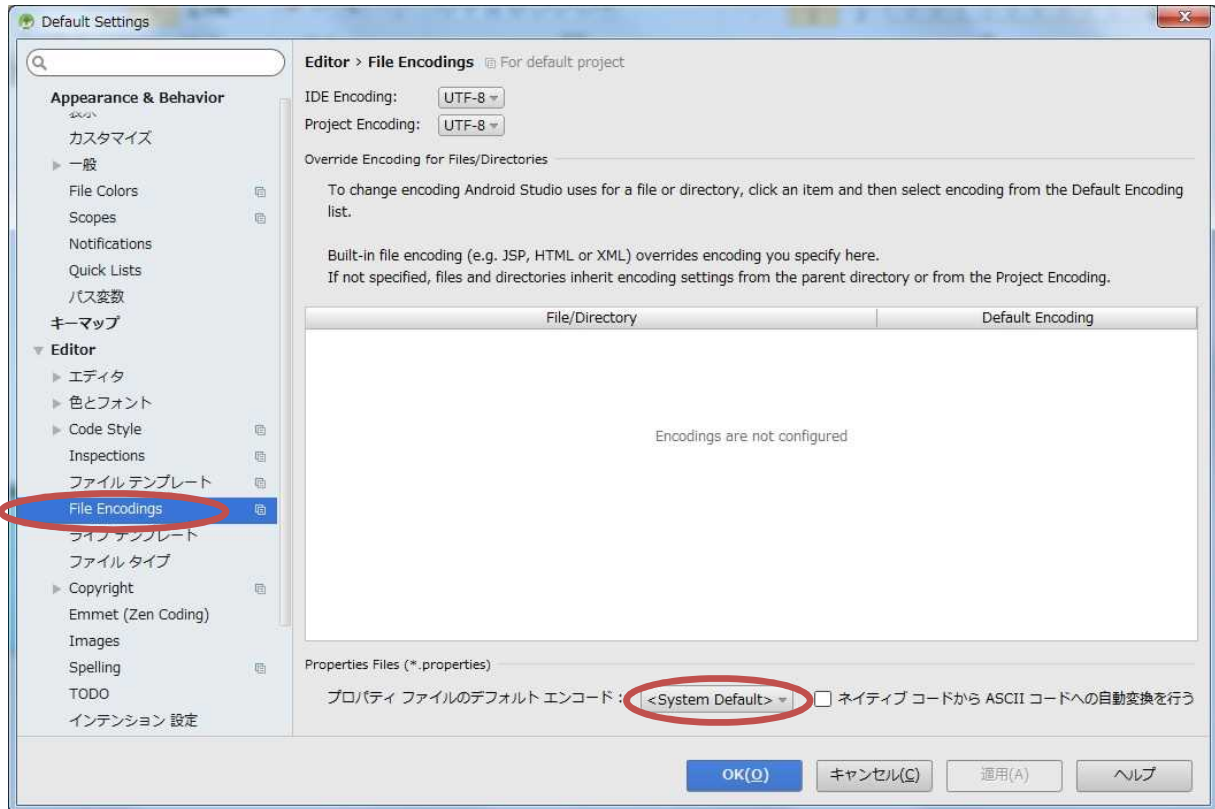 Default Settings
Appearance & Behavior
表示
カスタマイズ
一般
File Colors
Scopes
Notifications
Quick Lists
パス変数
キーマップ
Editor
エディタ
色とフォント
Code Style
Inspections
ファイル テンプレート
File Encodings
ライブ テンプレート
ファイル タイプ
Copyright
Emmet (Zen Coding)
Images
Spelling
TODO
インテンション 設定
Editor > File Encodings For default project
IDE Encoding: UTF-8
Project Encoding: UTF-8
Override Encoding for Files/Directories
To change encoding Android Studio uses for a file or directory, click an item and then select encoding from the Default Encoding
list.
Built-in file encoding (e.g. JSP, HTML or XML) overrides encoding you specify here.
If not specified, files and directories inherit encoding settings from the parent directory or from the Project Encoding.
File/Directory Default Encoding
Encodings are not configured
Properties Files (*.properties)
プロパティ ファイルのデフォルト エンコード： <System Default> ネイティブ コードから ASCII コードへの自動変換を行う
OK(O) キャンセル(C) 適用(A) ヘルプ